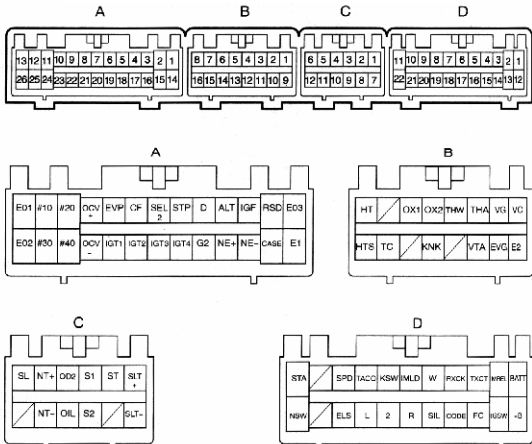 A B C D
13 12 11 10 9 8 7 6 5 4 3 2 1
26 25 24 23 22 21 20 19 18 17 16 15 14
8 7 6 5 4 3 2 1
16 15 14 13 12 11 10 9
6 5 4 3 2 1
12 11 10 9 8 7
11 10 9 8 7 6 5 4 3 2 1
22 21 20 19 18 17 16 15 14 13 12
A
E01 #10 #20 OCV+ EVP CF SEL2 STP D ALT IGF RSD E03
E02 #30 #40 OCV- IGT1 IGT2 IGT3 IGT4 G2 NE+ NE- CASE E1
B
HT OX1 OX2 THW THA VG VC
HTS TC KNK VTA EVG E2
C
SL NT+ OD2 S1 ST SLT+
NT- OIL S2 SLT-
D
STA SPD TACO KSW IMLD W RXCK TXCT MREL BATT
NSW ELS L 2 R SIL CODE FC IGSW +B